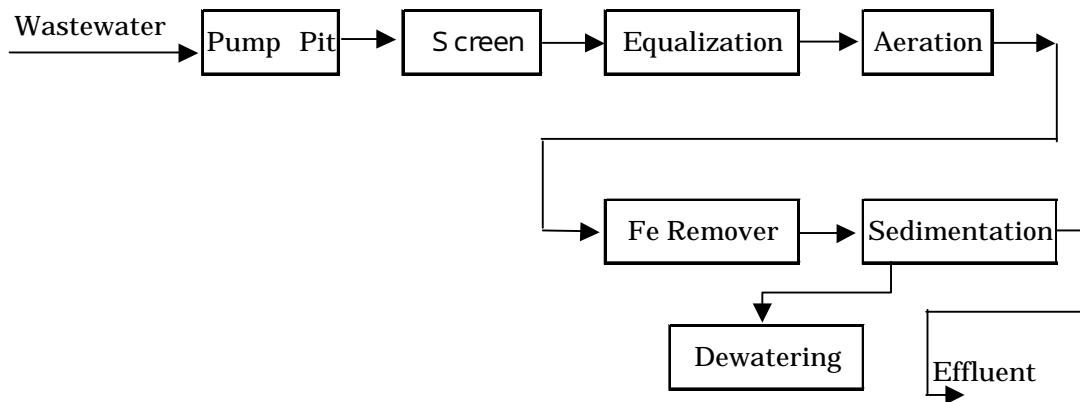 Wastewater
Pump Pit
Screen
Equalization
Aeration
Fe Remover
Sedimentation
Dewatering
Effluent